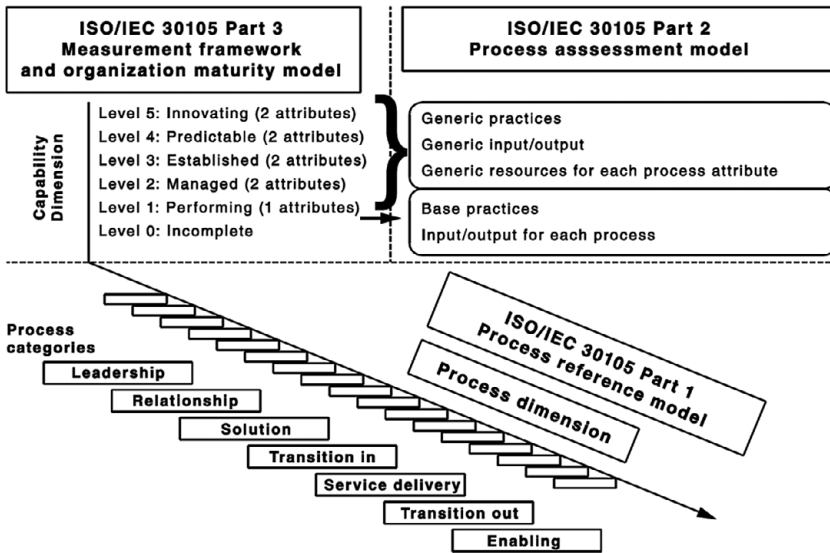 ISO/IEC 30105 Part 3
Measurement framework
and organization maturity model
ISO/IEC 30105 Part 2
Process asssessment model
Capability
Dimension
Level 5: Innovating (2 attributes)
Level 4: Predictable (2 attributes)
Level 3: Established (2 attributes)
Level 2: Managed (2 attributes)
Level 1: Performing (1 attributes)
Level 0: Incomplete
Generic practices
Generic input/output
Generic resources for each process attribute
Base practices
Input/output for each process
ISO/IEC 30105 Part 1
Process reference model
Process dimension
Process
categories
Leadership
Relationship
Solution
Transition in
Service delivery
Transition out
Enabling